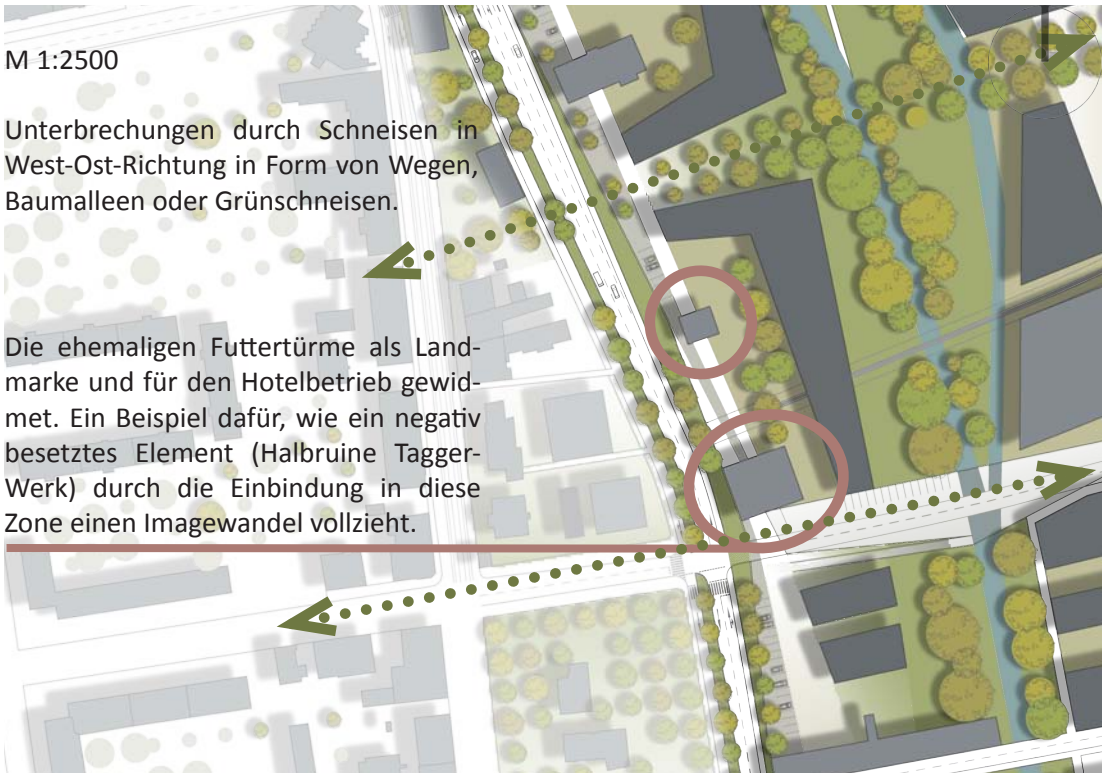 M 1:2500
Unterbrechungen durch Schneisen in
West-Ost-Richtung in Form von Wegen,
Baumalleen oder Grünschneisen.
Die ehemaligen Futtertürme als Land-
marke und für den Hotelbetrieb gewid-
met. Ein Beispiel dafür, wie ein negativ
besetztes Element (Halbruine Tagger-
Werk) durch die Einbindung in diese
Zone einen Imagewandel vollzieht.